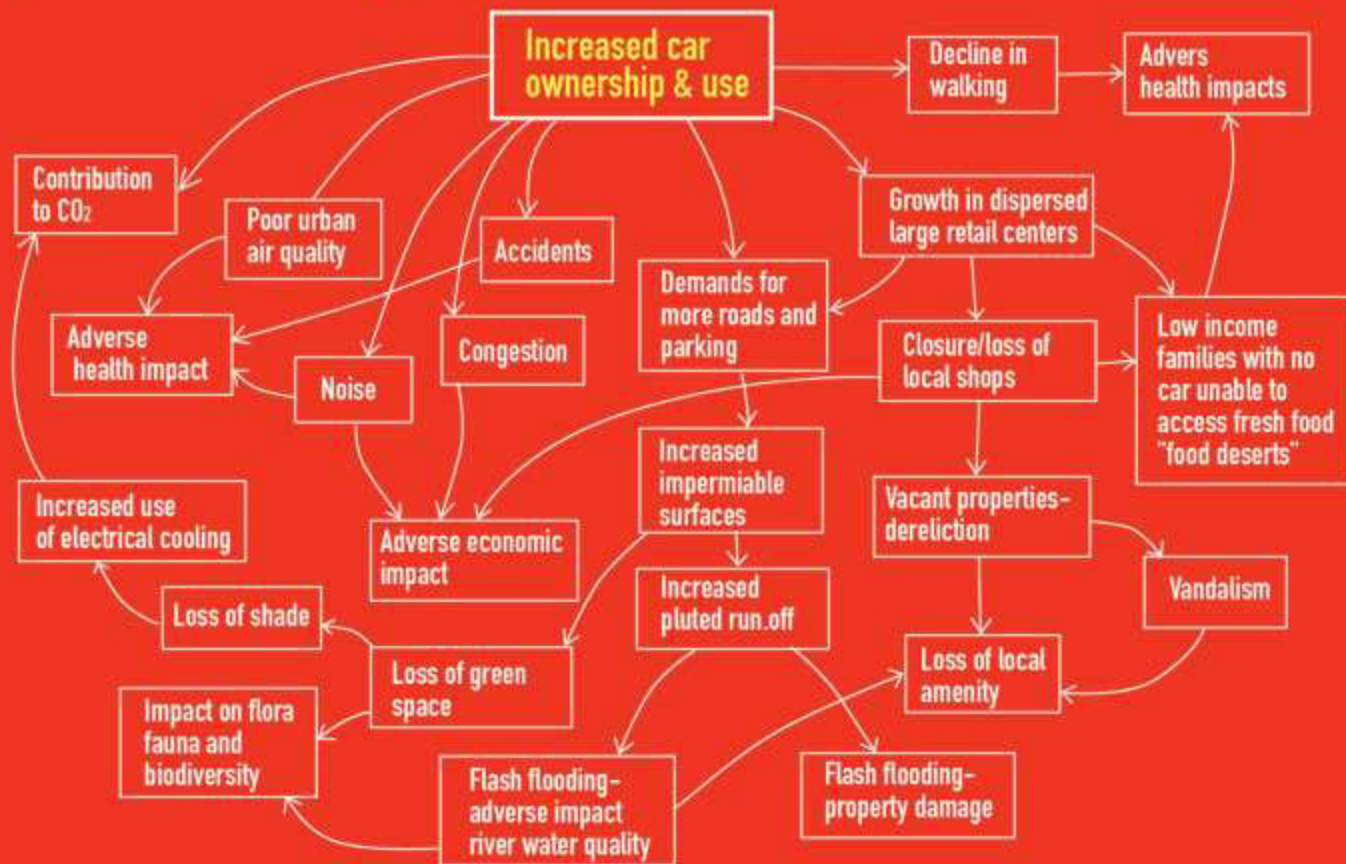 Increased car
ownership & use
Decline in
walking
Advers
health impacts
Contribution
to CO₂
Poor urban
air quality
Accidents
Growth in dispersed
large retail centers
Demands for
more roads and
parking
Adverse
health impact
Noise
Congestion
Closure/loss of
local shops
Low income
families with no
car unable to
access fresh food
"food deserts"
Increased
impermiable
surfaces
Increased use
of electrical cooling
Adverse economic
impact
Vacant properties-
dereliction
Increased
pluted run.off
Vandalism
Loss of shade
Loss of green
space
Loss of local
amenity
Impact on flora
fauna and
biodiversity
Flash flooding-
adverse impact
river water quality
Flash flooding-
property damage